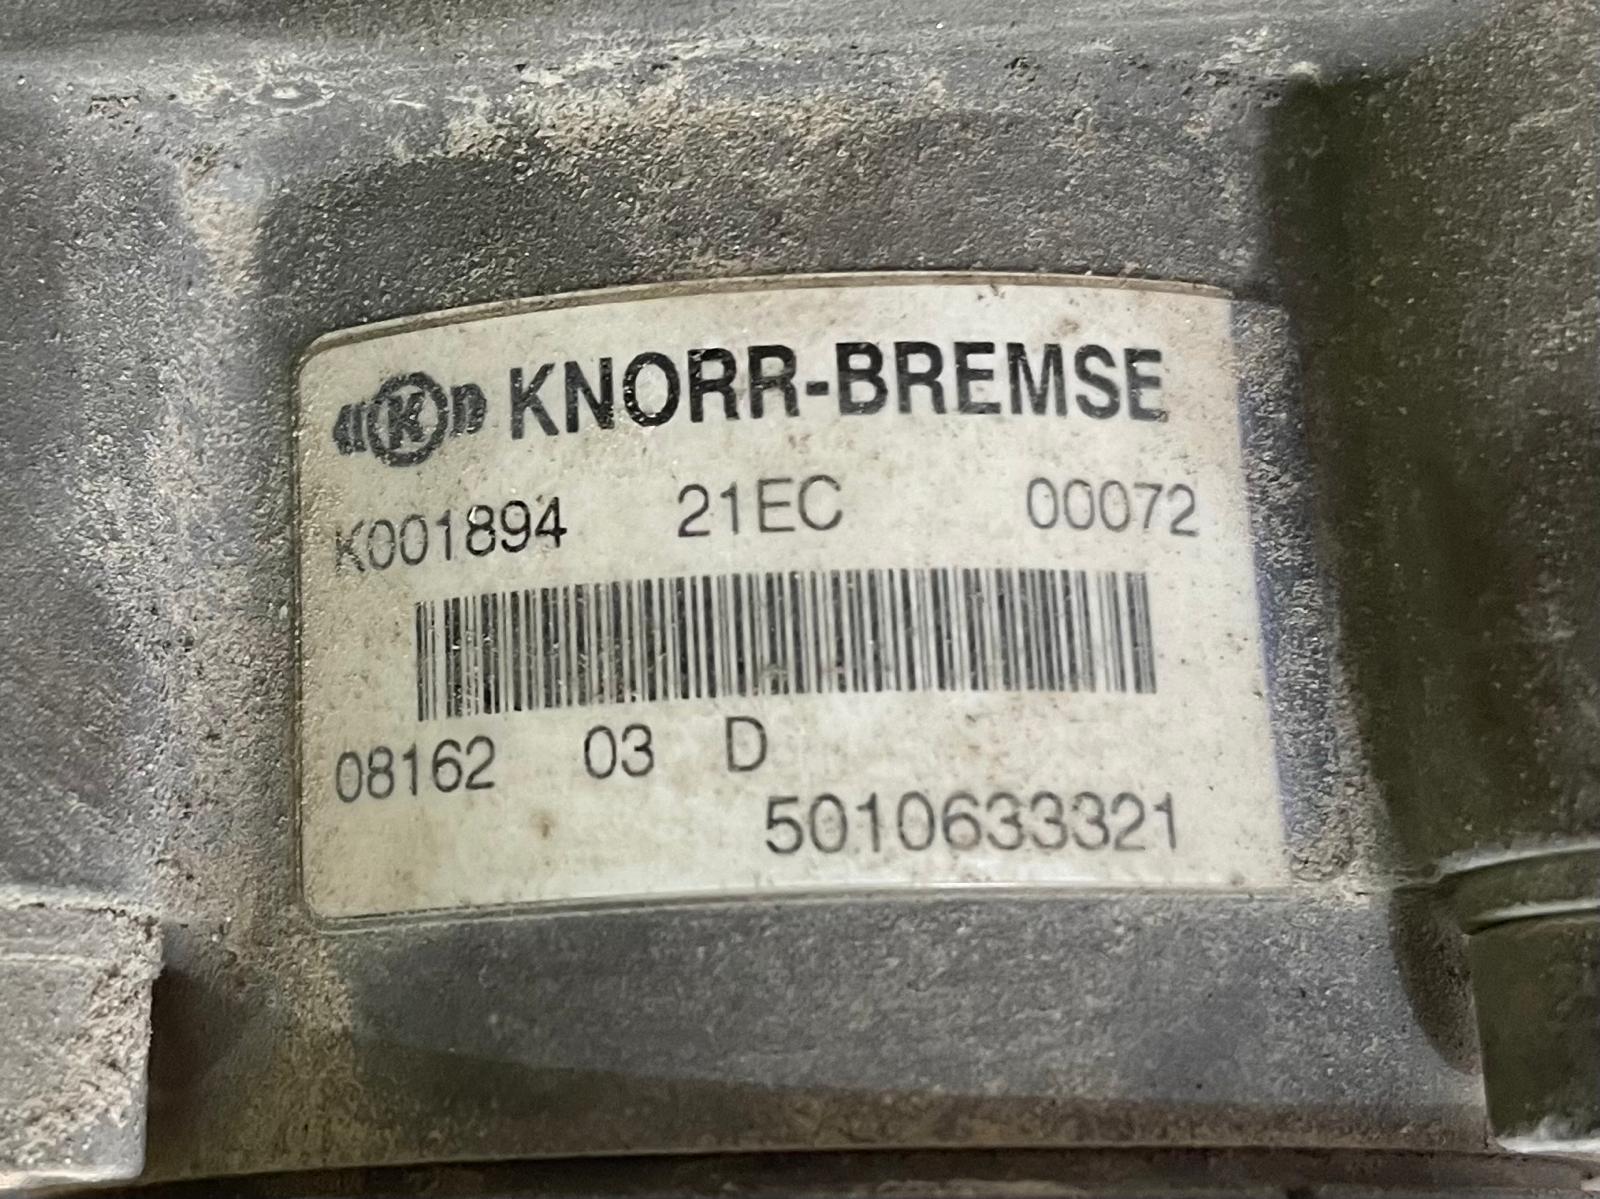 K KNORR-BREMSE
K001894 21EC 00072
08162 03 D
5010633321